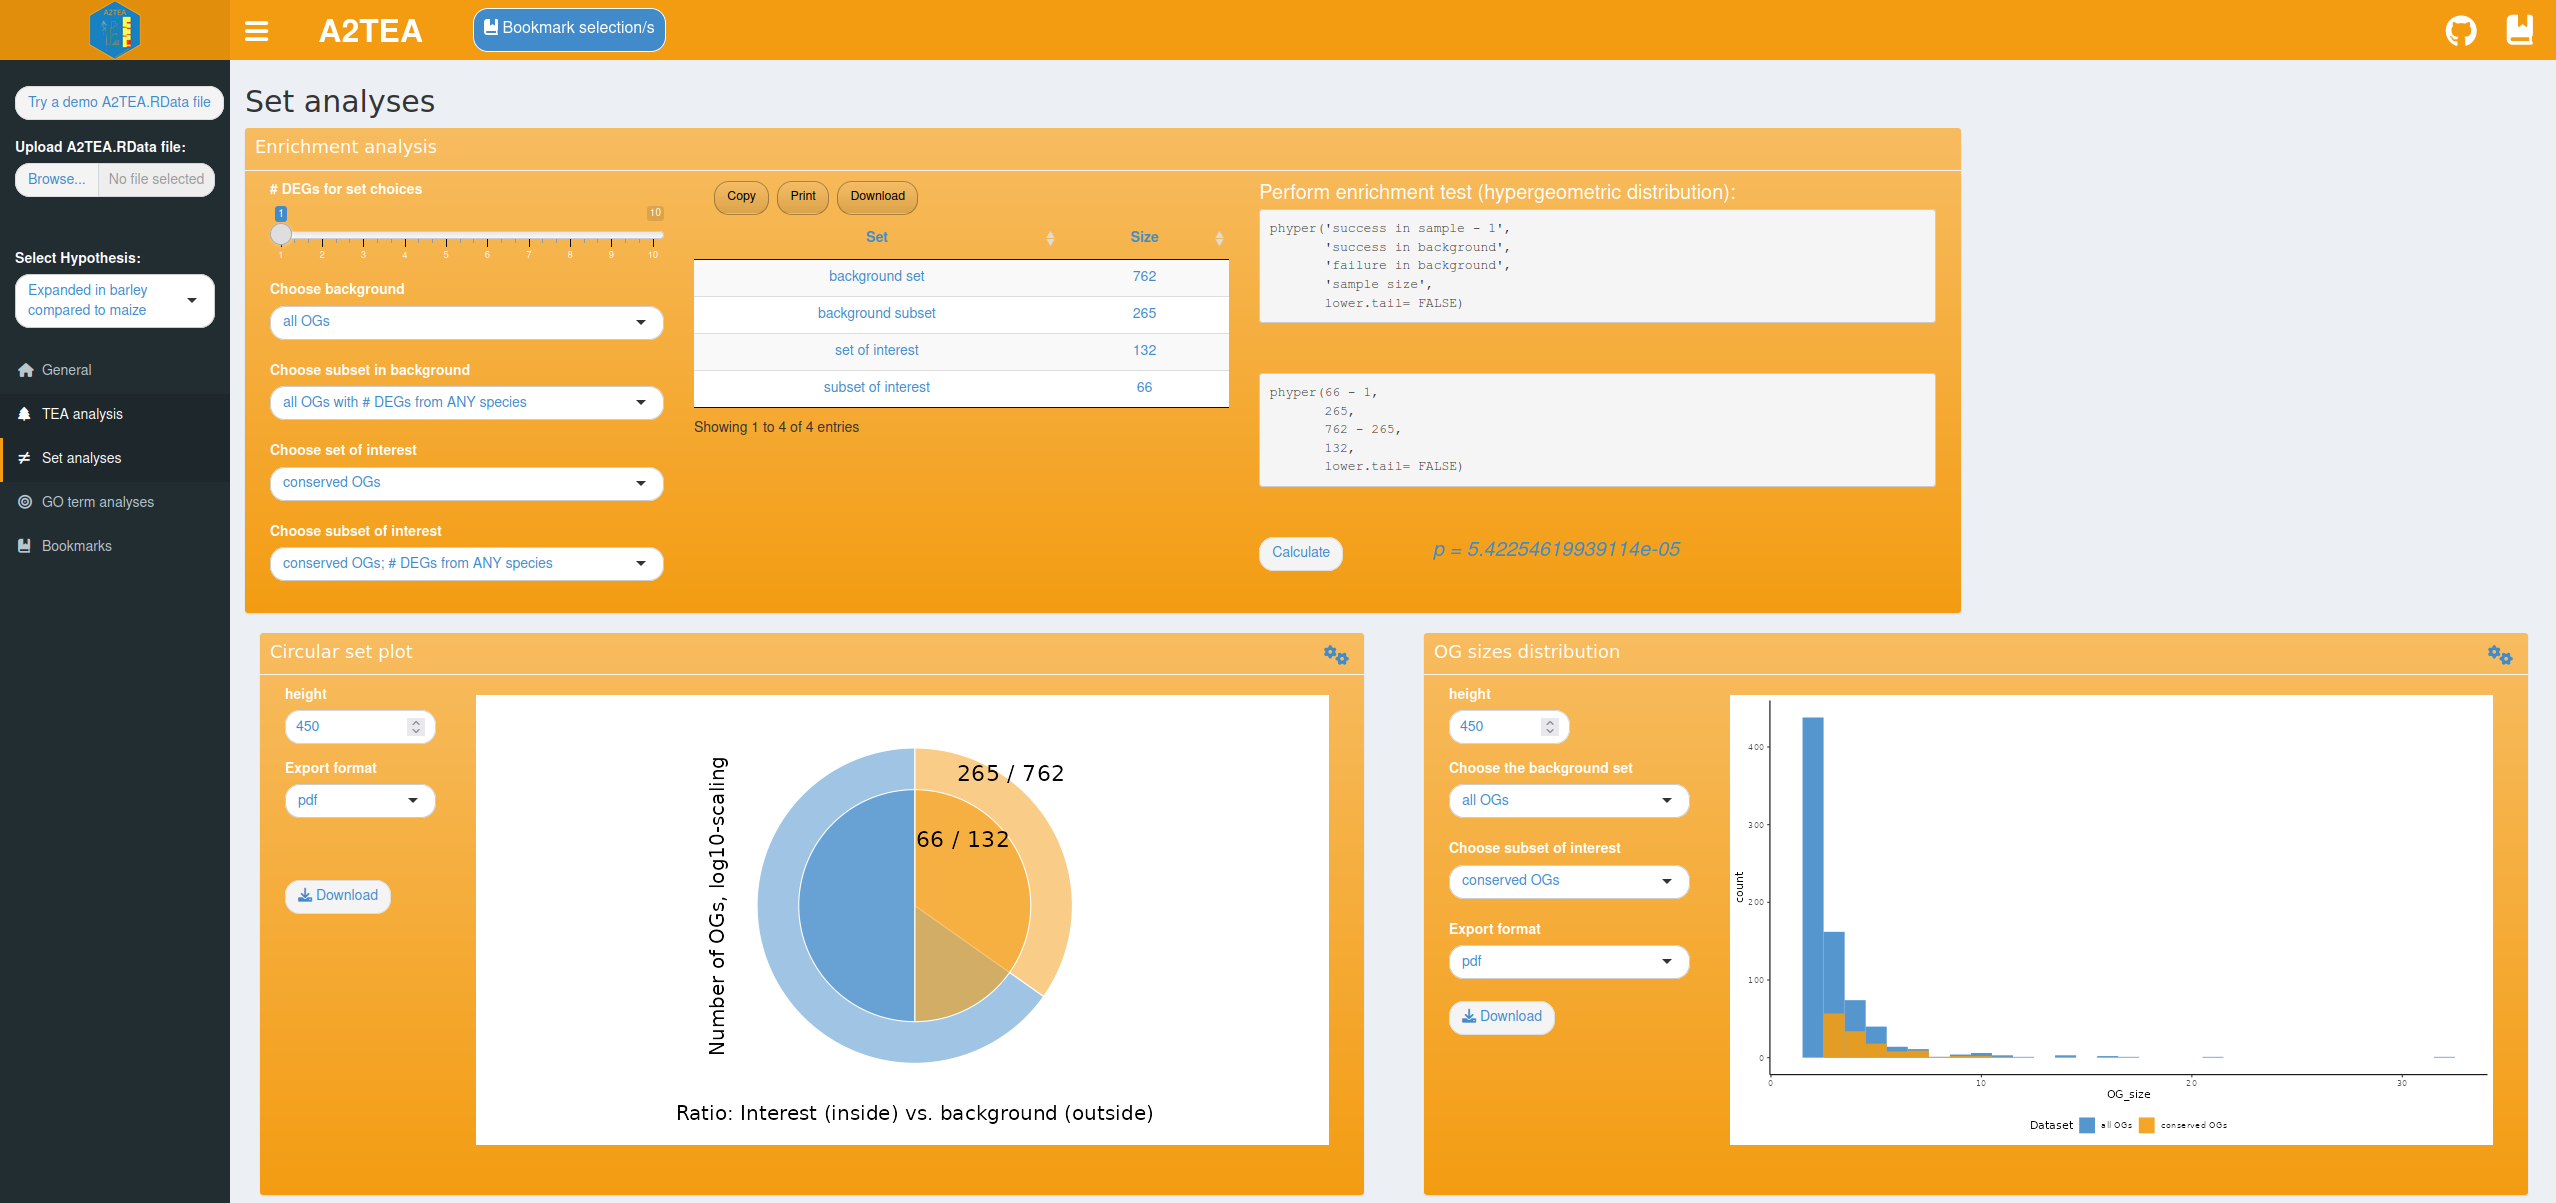 A2TEA
A2TEA
Bookmark selection/s
Try a demo A2TEA.RData file
Upload A2TEA.RData file:
Browse... No file selected
Select Hypothesis:
Expanded in barley
compared to maize
General
TEA analysis
Set analyses
GO term analyses
Bookmarks
Set analyses
Enrichment analysis
# DEGs for set choices
1 10
1 2 3 4 5 6 7 8 9 10
Choose background
all OGs
Choose subset in background
all OGs with # DEGs from ANY species
Choose set of interest
conserved OGs
Choose subset of interest
conserved OGs; # DEGs from ANY species
Copy Print Download
Set Size
background set 762
background subset 265
set of interest 132
subset of interest 66
Showing 1 to 4 of 4 entries
Perform enrichment test (hypergeometric distribution):
phyper('success in sample - 1',
'success in background',
'failure in background',
'sample size',
lower.tail= FALSE)
phyper(66 - 1,
265,
762 - 265,
132,
lower.tail= FALSE)
Calculate
p = 5.42254619939114e-05
Circular set plot
height
450
Export format
pdf
Download
Number of OGs, log10-scaling
265 / 762
66 / 132
Ratio: Interest (inside) vs. background (outside)
OG sizes distribution
height
450
Choose the background set
all OGs
Choose subset of interest
conserved OGs
Export format
pdf
Download
count
400
300
200
100
0
0 10 20 30
OG_size
Dataset all OGs conserved OGs